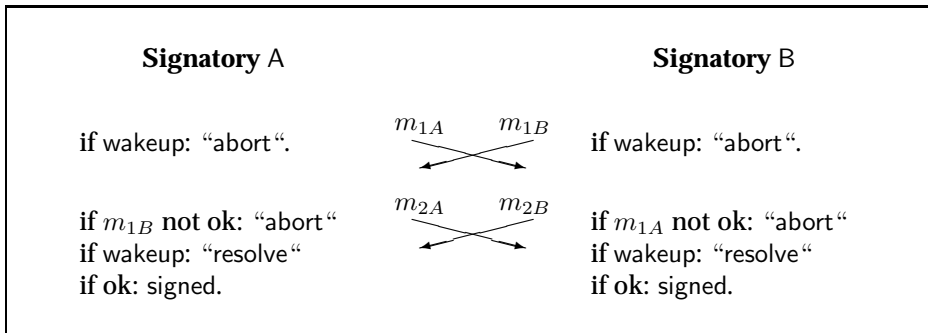 Signatory A Signatory B
m1A m1B
if wakeup: “abort“. if wakeup: “abort“.
m2A m2B
if m1B not ok: “abort“ if m1A not ok: “abort“
if wakeup: “resolve“ if wakeup: “resolve“
if ok: signed. if ok: signed.